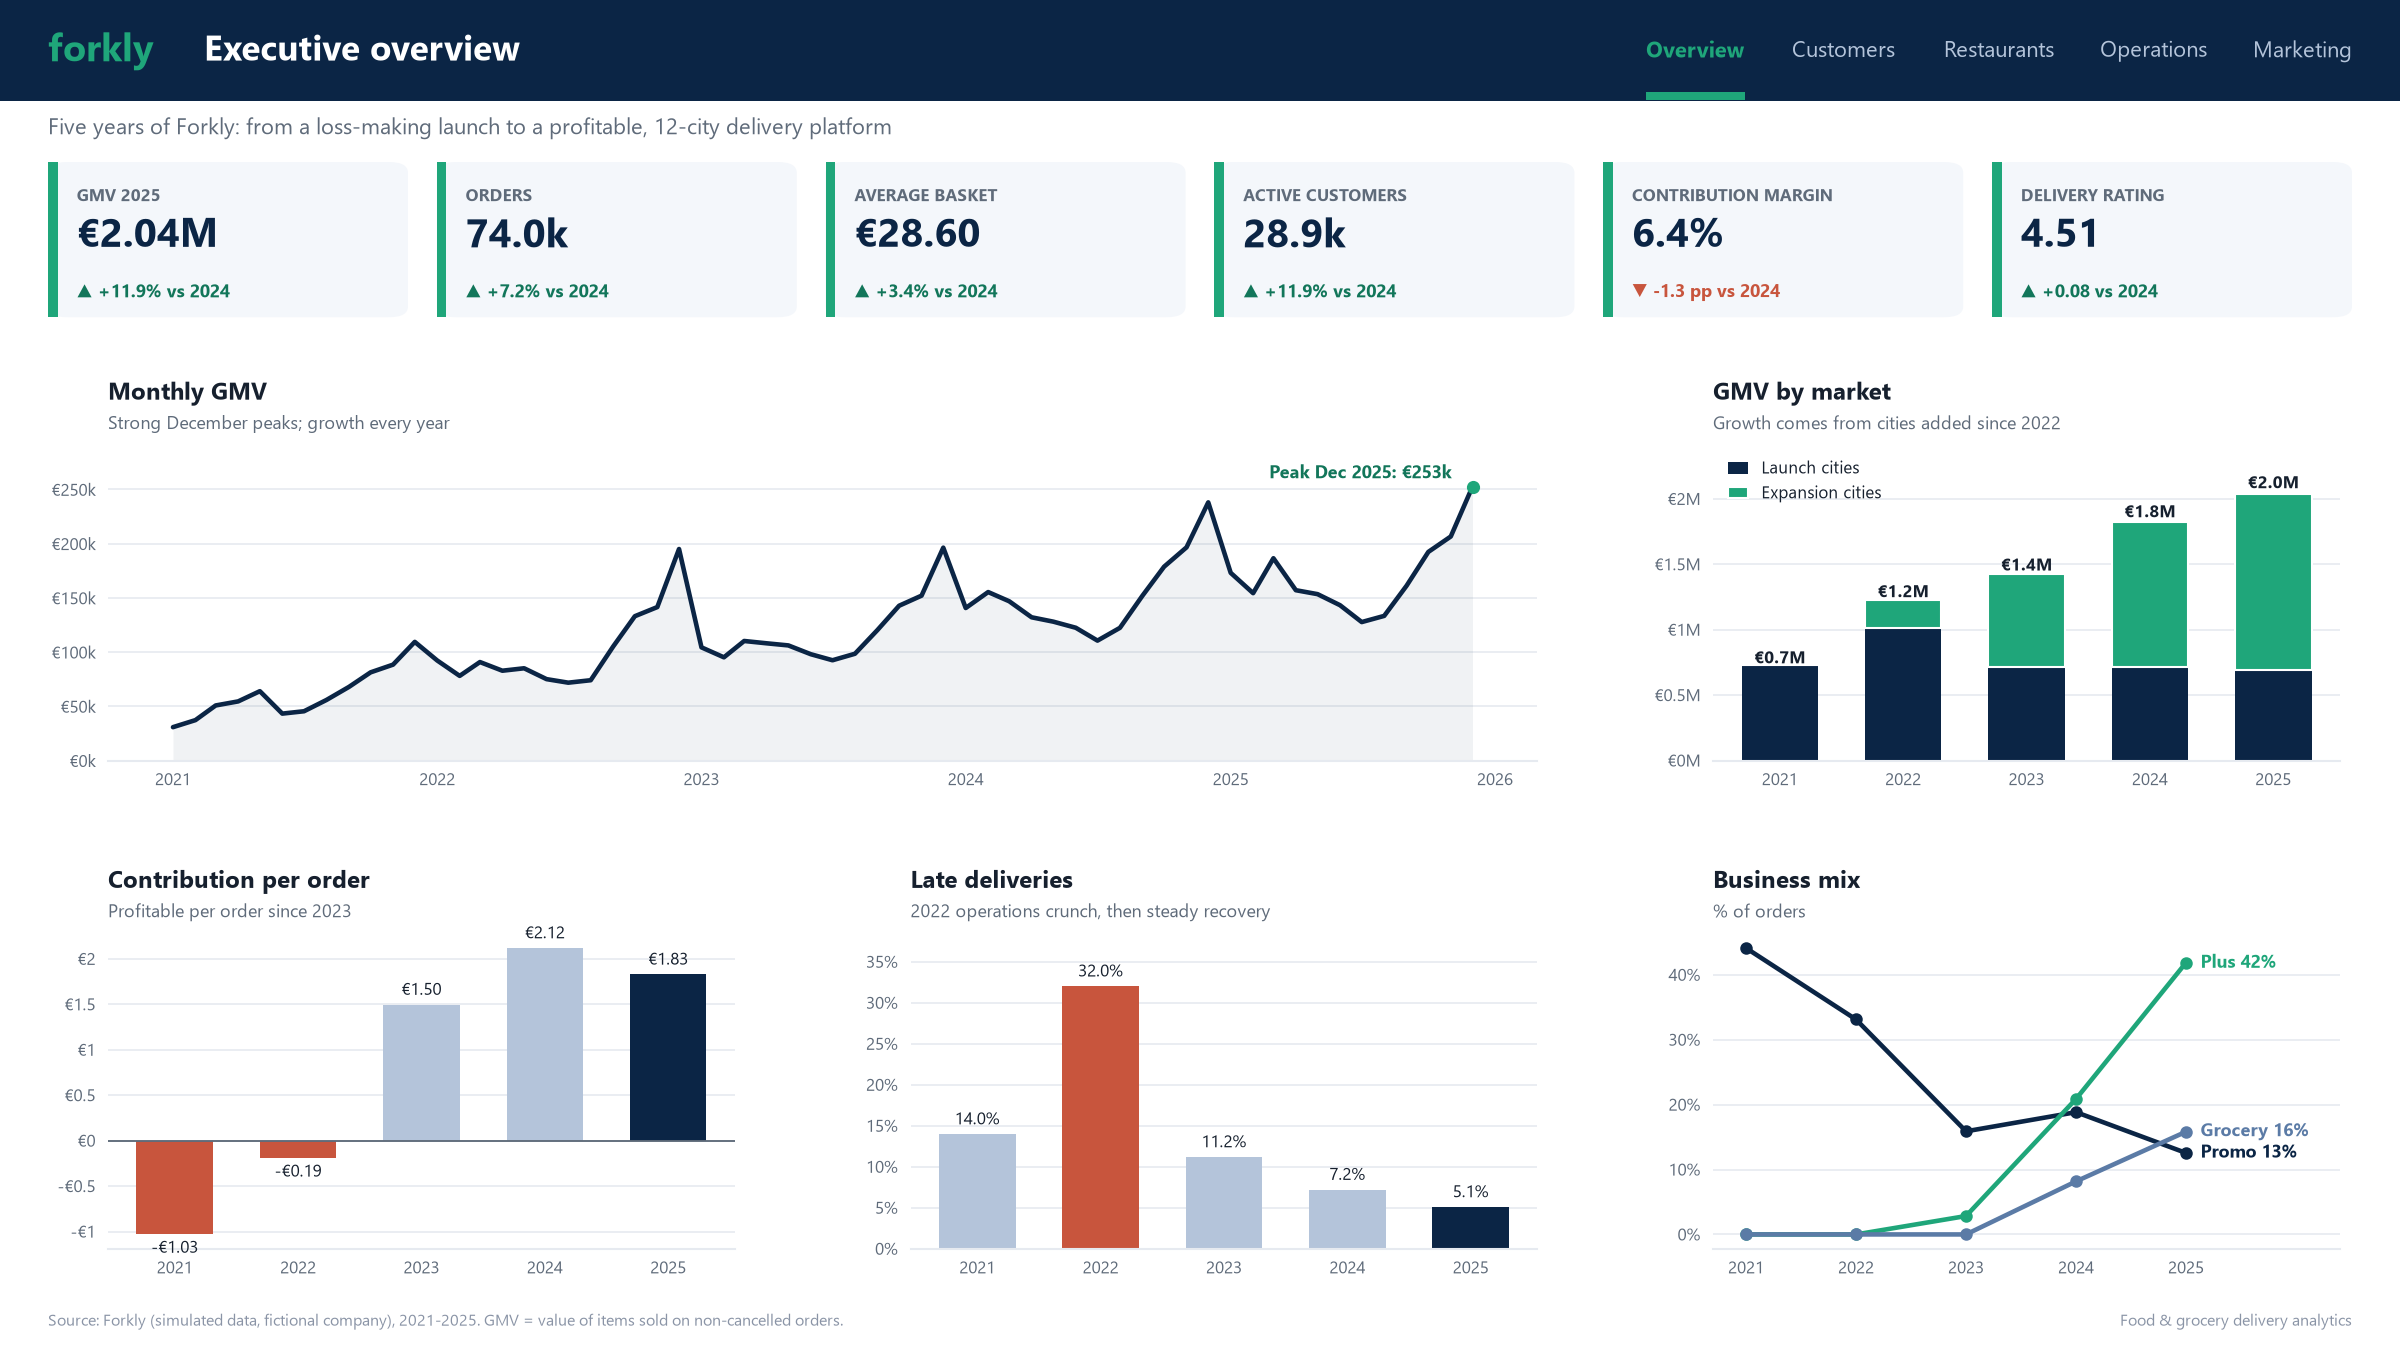 forkly
Executive overview
Overview
Customers
Restaurants
Operations
Marketing
Five years of Forkly: from a loss-making launch to a profitable, 12-city delivery platform
GMV 2025
€2.04M
▲ +11.9% vs 2024
ORDERS
74.0k
▲ +7.2% vs 2024
AVERAGE BASKET
€28.60
▲ +3.4% vs 2024
ACTIVE CUSTOMERS
28.9k
▲ +11.9% vs 2024
CONTRIBUTION MARGIN
6.4%
▼ -1.3 pp vs 2024
DELIVERY RATING
4.51
▲ +0.08 vs 2024
Monthly GMV
Strong December peaks; growth every year
Peak Dec 2025: €253k
€250k
€200k
€150k
€100k
€50k
€0k
2021
2022
2023
2024
2025
2026
GMV by market
Growth comes from cities added since 2022
Launch cities
Expansion cities
€2M
€1.5M
€1M
€0.5M
€0M
€0.7M
€1.2M
€1.4M
€1.8M
€2.0M
2021
2022
2023
2024
2025
Contribution per order
Profitable per order since 2023
€2
€1.5
€1
€0.5
€0
-€0.5
-€1
-€1.03
-€0.19
€1.50
€2.12
€1.83
2021
2022
2023
2024
2025
Late deliveries
2022 operations crunch, then steady recovery
35%
30%
25%
20%
15%
10%
5%
0%
14.0%
32.0%
11.2%
7.2%
5.1%
2021
2022
2023
2024
2025
Business mix
% of orders
40%
30%
20%
10%
0%
Plus 42%
Grocery 16%
Promo 13%
2021
2022
2023
2024
2025
Source: Forkly (simulated data, fictional company), 2021-2025. GMV = value of items sold on non-cancelled orders.
Food & grocery delivery analytics